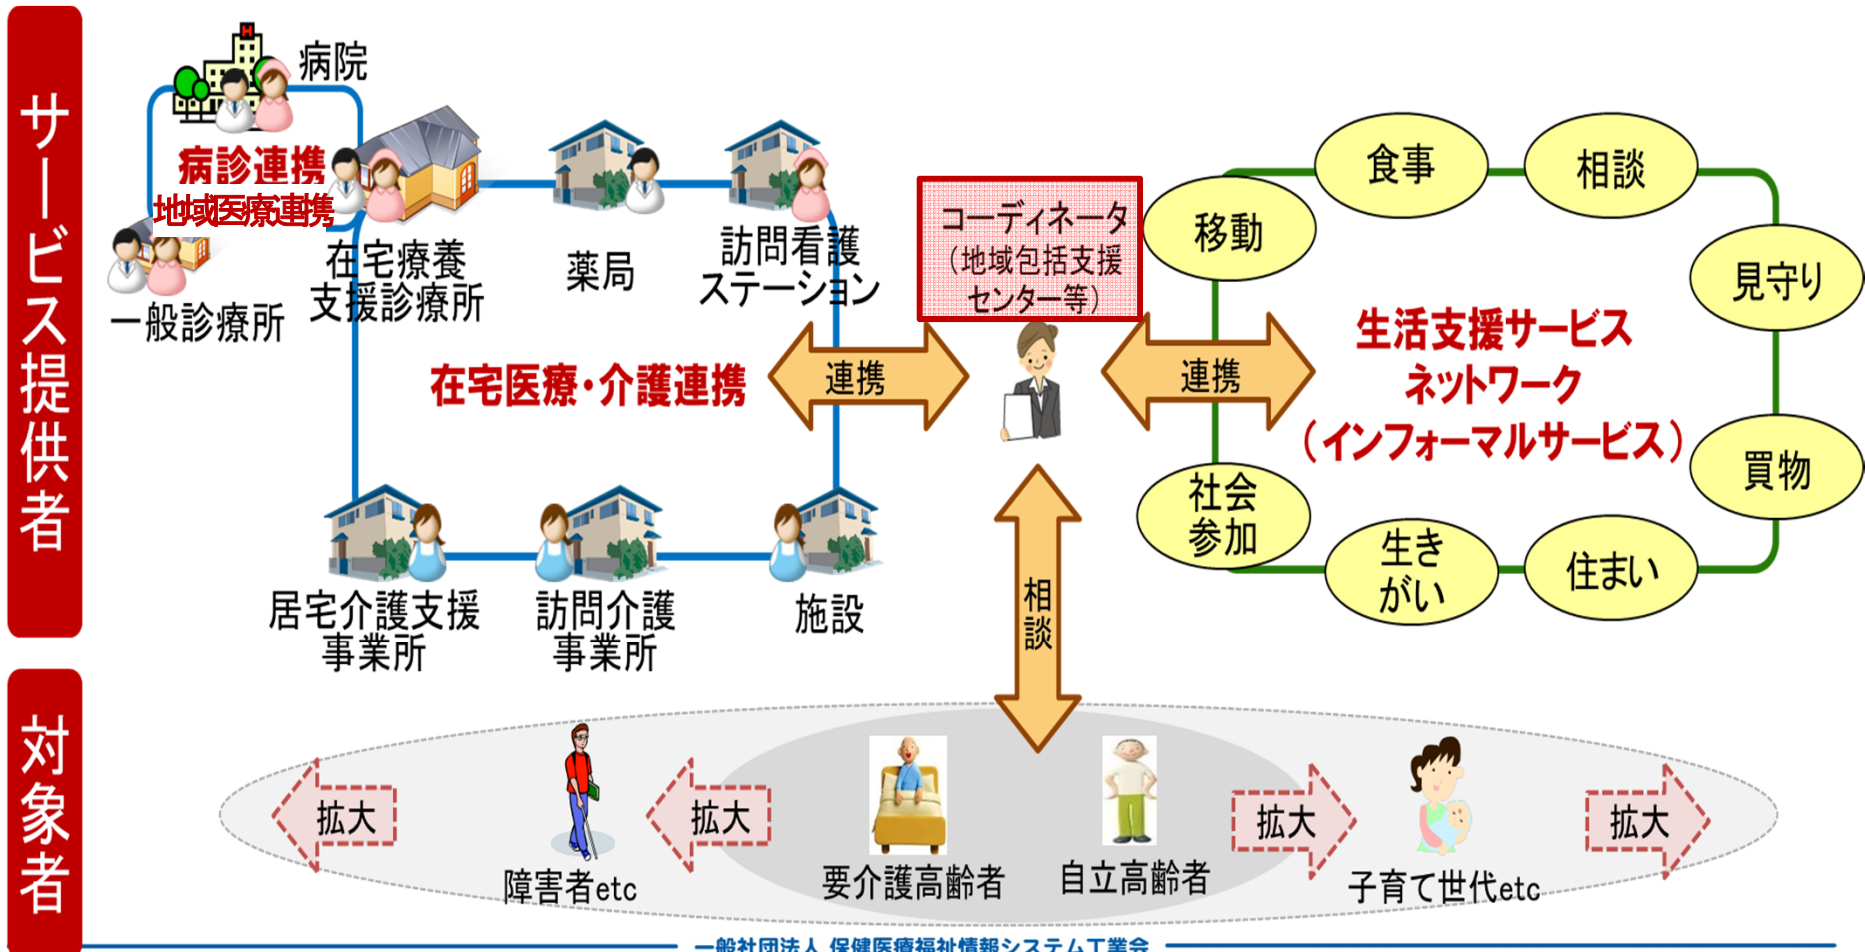 サービス提供者
病院
病診連携
地域医療連携
一般診療所
在宅療養
支援診療所
薬局
訪問看護
ステーション
在宅医療・介護連携
連携
居宅介護支援
事業所
訪問介護
事業所
施設
コーディネータ
（地域包括支援
センター等）
連携
相談
移動
食事
相談
見守り
買物
住まい
生き
がい
社会
参加
生活支援サービス
ネットワーク
（インフォーマルサービス）
対象者
拡大
障害者etc
拡大
要介護高齢者
自立高齢者
拡大
子育て世代etc
拡大
一般社団法人 保健医療福祉情報システム工業会
H